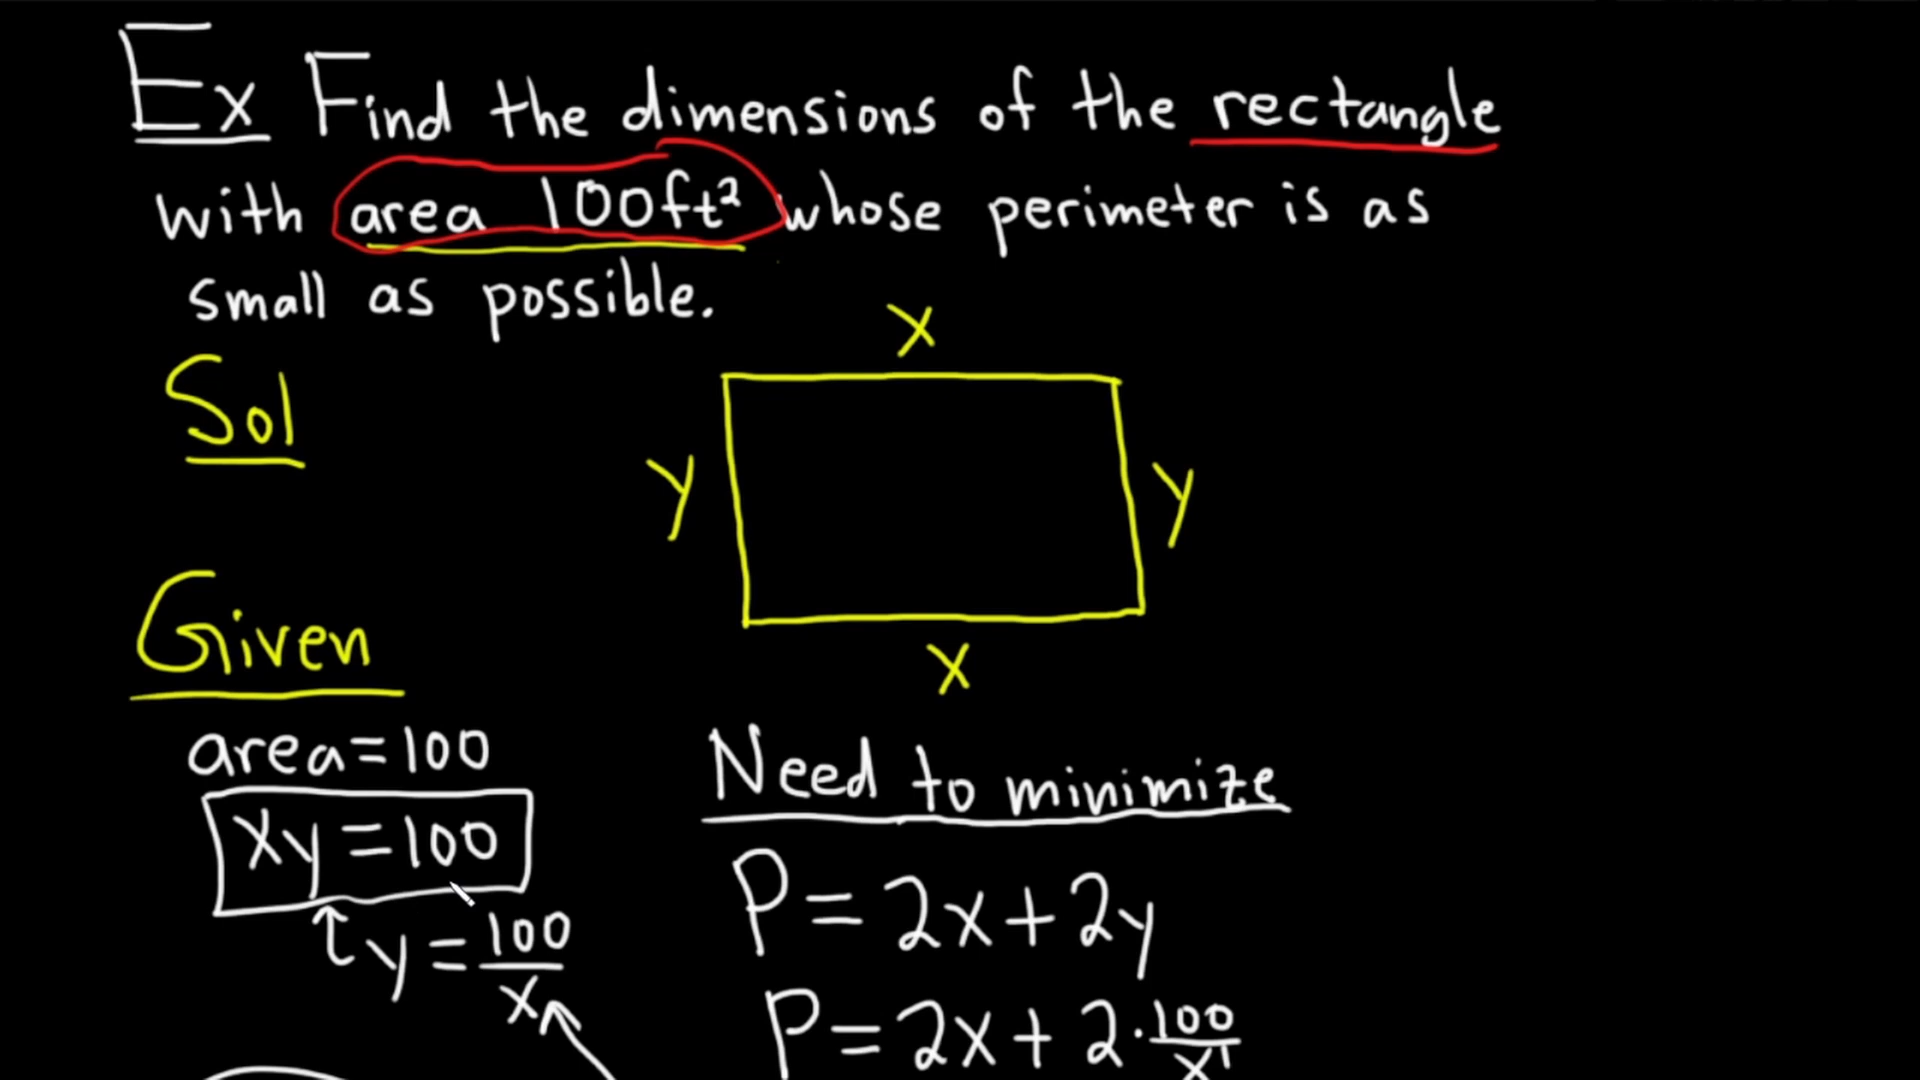 Ex Find the dimensions of the rectangle
with area 100ft² whose perimeter is as
small as possible.
Sol
x
y
y
x
Given
area=100
xy=100
y=100/x
Need to minimize
P=2x+2y
P=2x+2·100/x